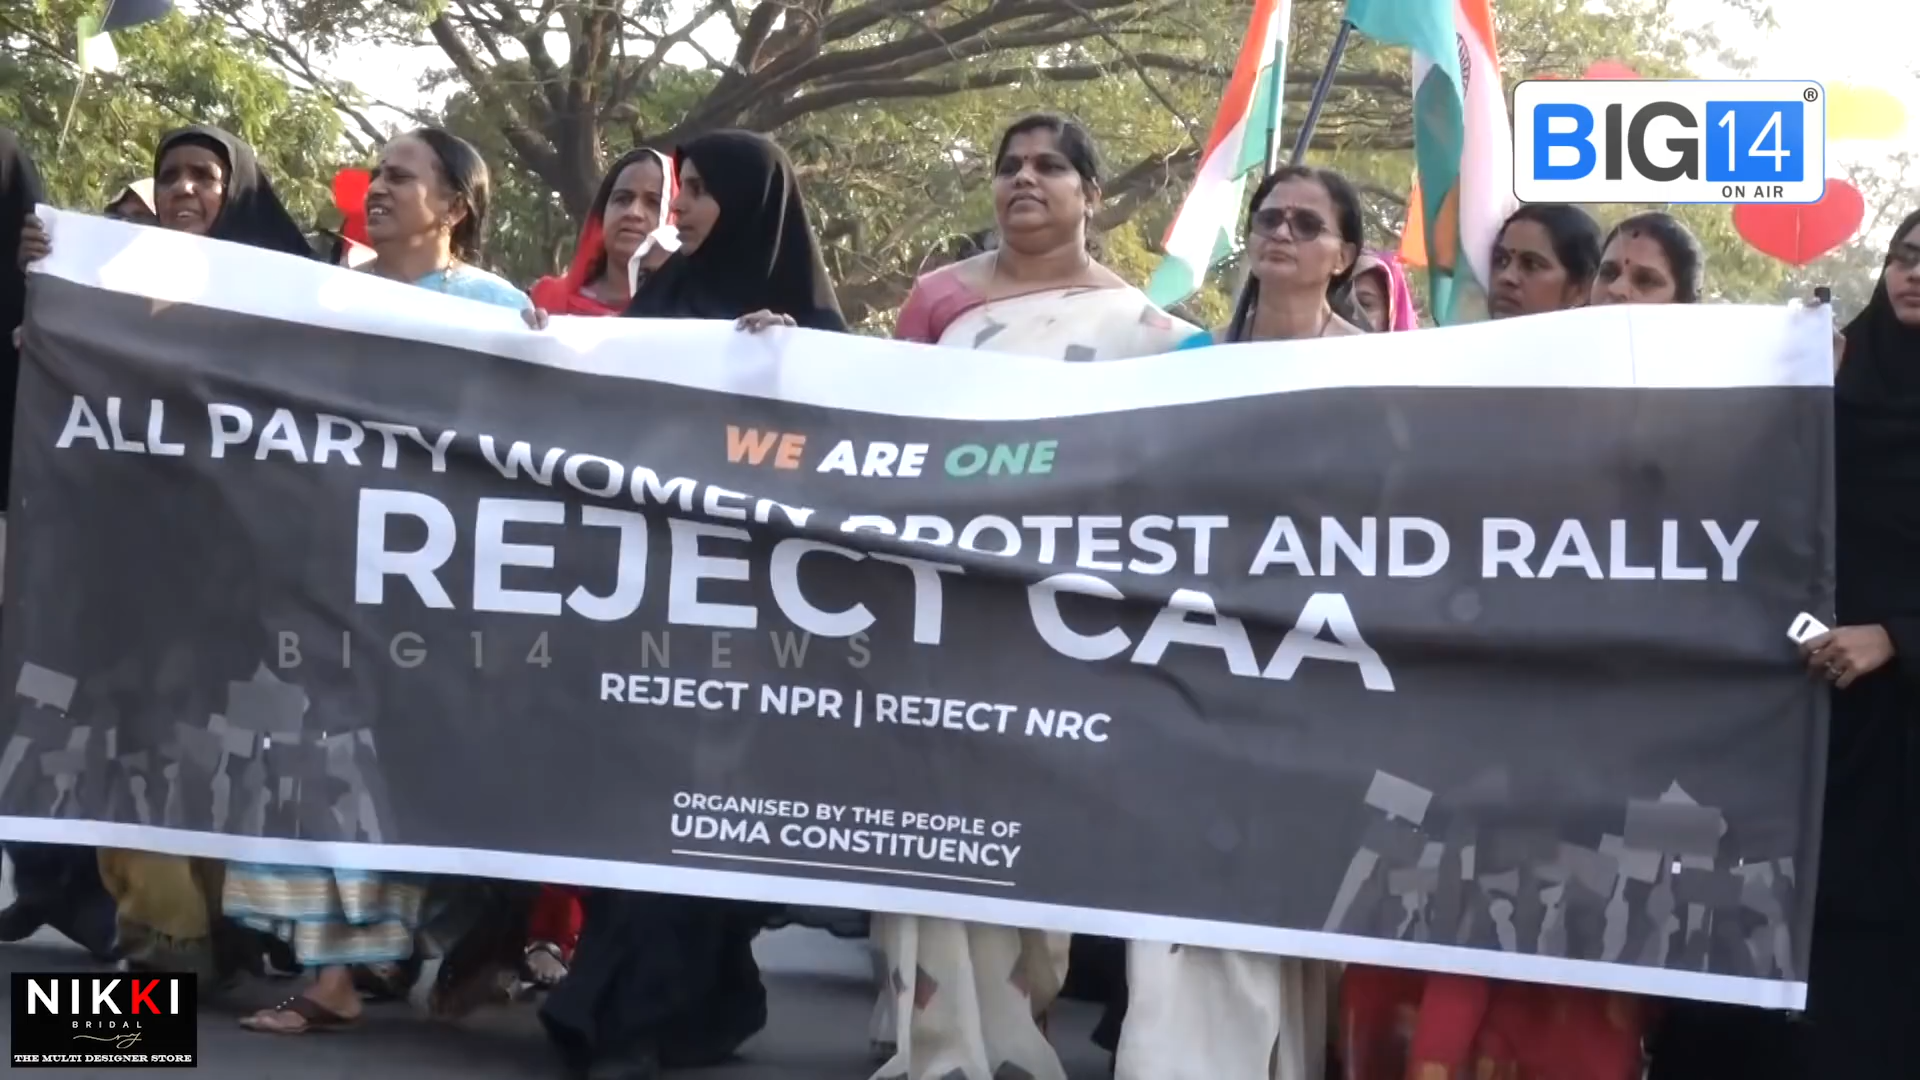 BIG14
ON AIR
WE ARE ONE
ALL PARTY WOMEN PROTEST AND RALLY
REJECT CAA
BIG14 NEWS
REJECT NPR | REJECT NRC
ORGANISED BY THE PEOPLE OF
UDMA CONSTITUENCY
NIKKI
BRIDAL
THE MULTI DESIGNER STORE